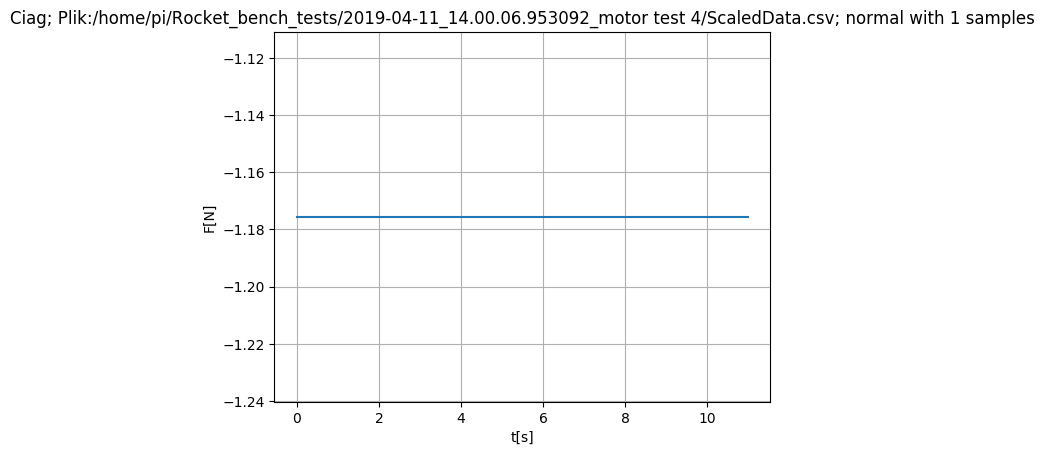 Ciag; Plik:/home/pi/Rocket_bench_tests/2019-04-11_14.00.06.953092_motor test 4/ScaledData.csv; normal with 1 samples
−1.12
−1.14
−1.16
−1.18
−1.20
−1.22
−1.24
F[N]
0 2 4 6 8 10
t[s]